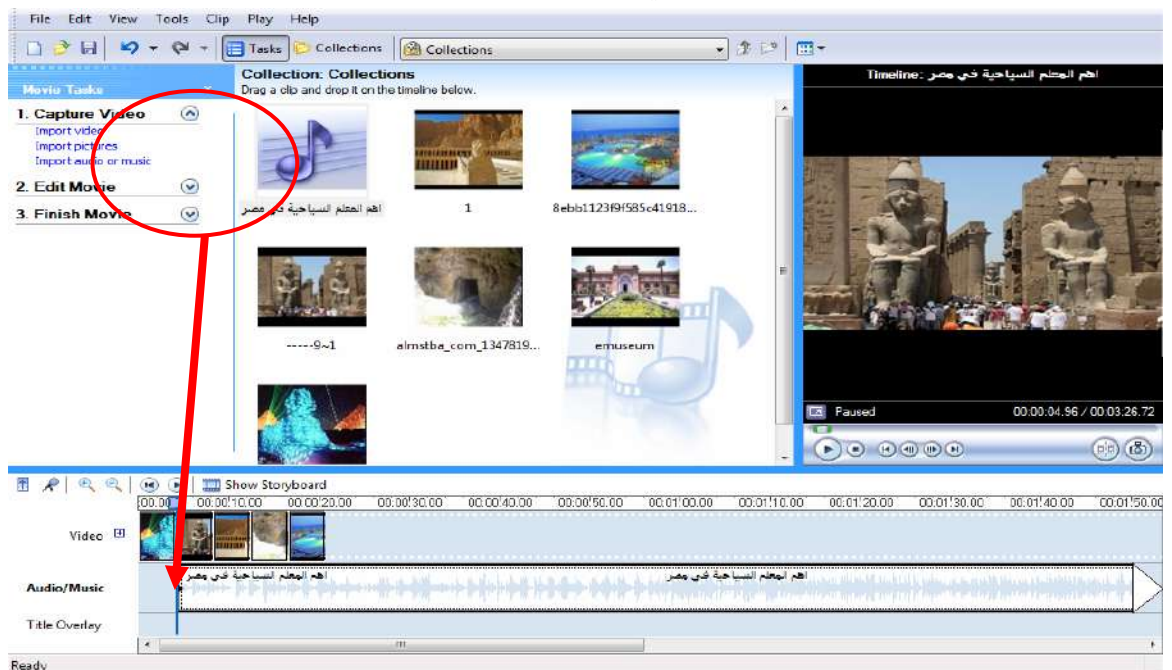 File Edit View Tools Clip Play Help
Tasks Collections Collections
Movie Tasks
1. Capture Video
Import video
Import pictures
Import audio or music
2. Edit Movie
3. Finish Movie
Collection: Collections
Drag a clip and drop it on the timeline below.
اهم المعلم السياحية في مصر
1
8ebb1123f9f585c41918...
-----9~1
almstba_com_1347819...
emuseum
Timeline: اهم المعلم السياحية في مصر
Paused 00:00:04.96 / 00:03:26.72
Show Storyboard
00:00'10.00 00:00'20.00 00:00'30.00 00:00'40.00 00:00'50.00 00:01'00.00 00:01'10.00 00:01'20.00 00:01'30.00 00:01'40.00 00:01'50.00
Video
Audio/Music
اهم المعلم السياحية في مصر اهم المعلم السياحية في مصر
Title Overlay
Ready